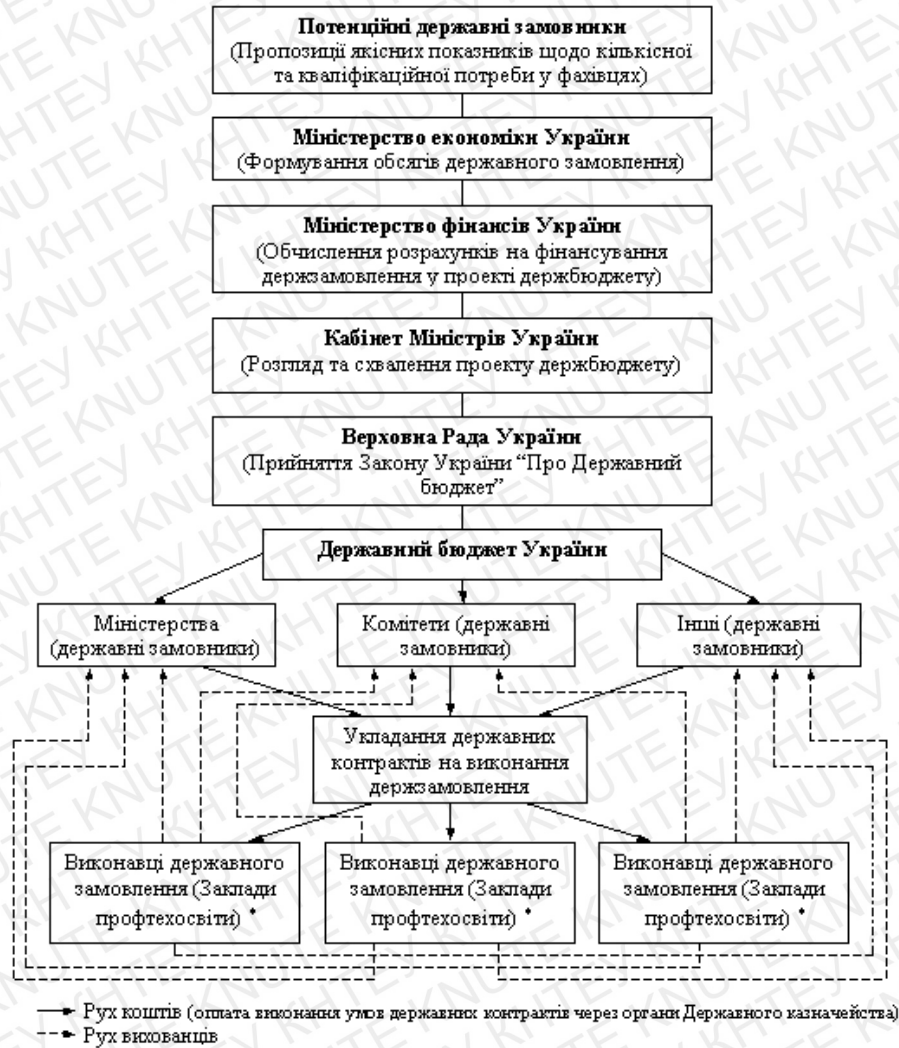 Потенційні державні замовники
(Пропозиції якісних показників щодо кількісної
та кваліфікаційної потреби у фахівцях)
Міністерство економіки України
(Формування обсягів державного замовлення)
Міністерство фінансів України
(Обчислення розрахунків на фінансування
держзамовлення у проекті держбюджету)
Кабінет Міністрів України
(Розгляд та схвалення проекту держбюджету)
Верховна Рада України
(Прийняття Закону України “Про Державний
бюджет”
Державний бюджет України
Міністерства
(державні замовники)
Комітети (державні
замовники)
Інші (державні
замовники)
Укладання державних
контрактів на виконання
держзамовлення
Виконавці державного
замовлення (Заклади
профтехосвіти) *
Виконавці державного
замовлення (Заклади
профтехосвіти) *
Виконавці державного
замовлення (Заклади
профтехосвіти) *
Рух коштів (оплата виконання умов державних контрактів через органи Державного казначейства)
Рух вихованців